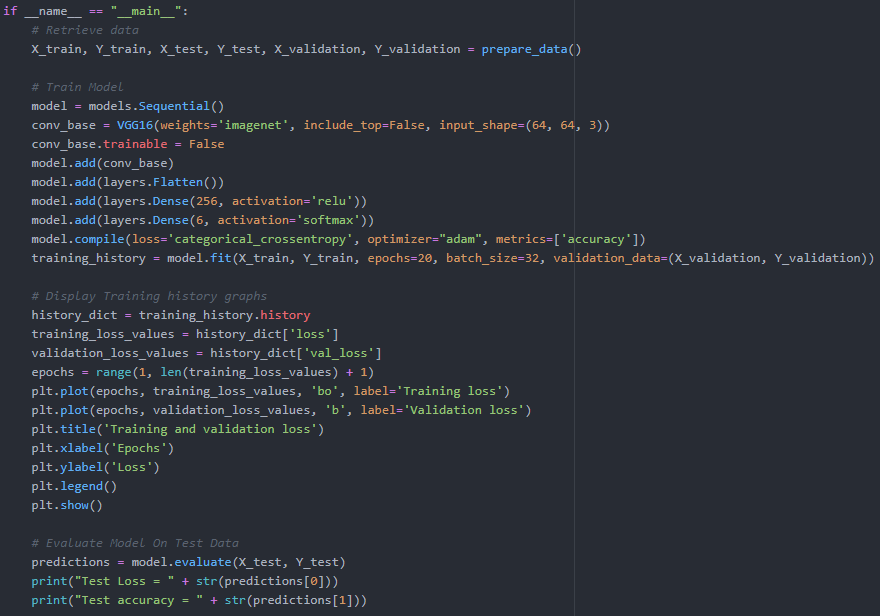 if __name__ == "__main__":
# Retrieve data
X_train, Y_train, X_test, Y_test, X_validation, Y_validation = prepare_data()
# Train Model
model = models.Sequential()
conv_base = VGG16(weights='imagenet', include_top=False, input_shape=(64, 64, 3))
conv_base.trainable = False
model.add(conv_base)
model.add(layers.Flatten())
model.add(layers.Dense(256, activation='relu'))
model.add(layers.Dense(6, activation='softmax'))
model.compile(loss='categorical_crossentropy', optimizer="adam", metrics=['accuracy'])
training_history = model.fit(X_train, Y_train, epochs=20, batch_size=32, validation_data=(X_validation, Y_validation))
# Display Training history graphs
history_dict = training_history.history
training_loss_values = history_dict['loss']
validation_loss_values = history_dict['val_loss']
epochs = range(1, len(training_loss_values) + 1)
plt.plot(epochs, training_loss_values, 'bo', label='Training loss')
plt.plot(epochs, validation_loss_values, 'b', label='Validation loss')
plt.title('Training and validation loss')
plt.xlabel('Epochs')
plt.ylabel('Loss')
plt.legend()
plt.show()
# Evaluate Model On Test Data
predictions = model.evaluate(X_test, Y_test)
print("Test Loss = " + str(predictions[0]))
print("Test accuracy = " + str(predictions[1]))